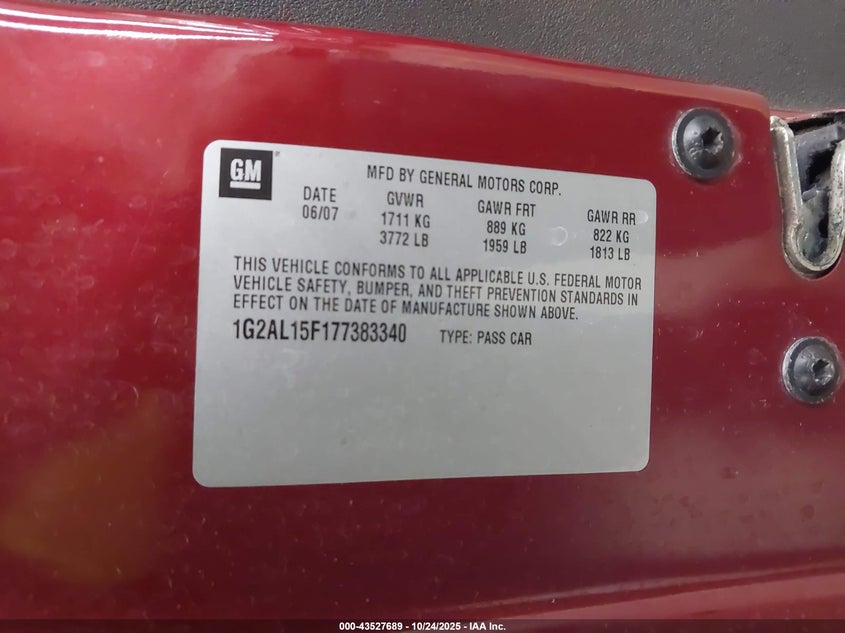 GM
MFD BY GENERAL MOTORS CORP.
DATE GVWR GAWR FRT GAWR RR
06/07 1711 KG 889 KG 822 KG
3772 LB 1959 LB 1813 LB
THIS VEHICLE CONFORMS TO ALL APPLICABLE U.S. FEDERAL MOTOR
VEHICLE SAFETY, BUMPER, AND THEFT PREVENTION STANDARDS IN
EFFECT ON THE DATE OF MANUFACTURE SHOWN ABOVE.
1G2AL15F177383340 TYPE: PASS CAR
000-43527689 - 10/24/2025 - IAA Inc.